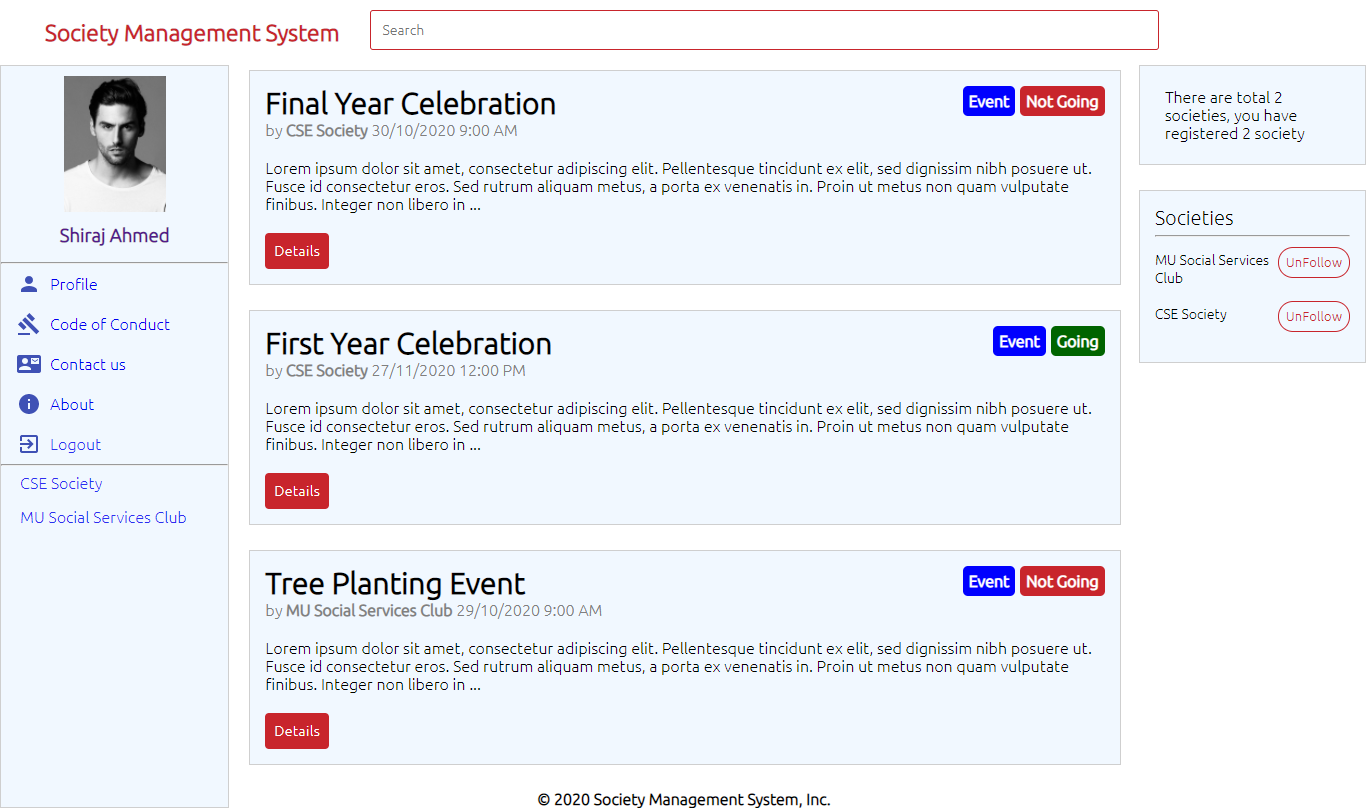 Society Management System
Search
Shiraj Ahmed
Profile
Code of Conduct
Contact us
About
Logout
CSE Society
MU Social Services Club
Final Year Celebration
Event
Not Going
by CSE Society 30/10/2020 9:00 AM
Lorem ipsum dolor sit amet, consectetur adipiscing elit. Pellentesque tincidunt ex elit, sed dignissim nibh posuere ut.
Fusce id consectetur eros. Sed rutrum aliquam metus, a porta ex venenatis in. Proin ut metus non quam vulputate
finibus. Integer non libero in ...
Details
First Year Celebration
Event
Going
by CSE Society 27/11/2020 12:00 PM
Lorem ipsum dolor sit amet, consectetur adipiscing elit. Pellentesque tincidunt ex elit, sed dignissim nibh posuere ut.
Fusce id consectetur eros. Sed rutrum aliquam metus, a porta ex venenatis in. Proin ut metus non quam vulputate
finibus. Integer non libero in ...
Details
Tree Planting Event
Event
Not Going
by MU Social Services Club 29/10/2020 9:00 AM
Lorem ipsum dolor sit amet, consectetur adipiscing elit. Pellentesque tincidunt ex elit, sed dignissim nibh posuere ut.
Fusce id consectetur eros. Sed rutrum aliquam metus, a porta ex venenatis in. Proin ut metus non quam vulputate
finibus. Integer non libero in ...
Details
There are total 2
societies, you have
registered 2 society
Societies
MU Social Services
Club
UnFollow
CSE Society
UnFollow
© 2020 Society Management System, Inc.